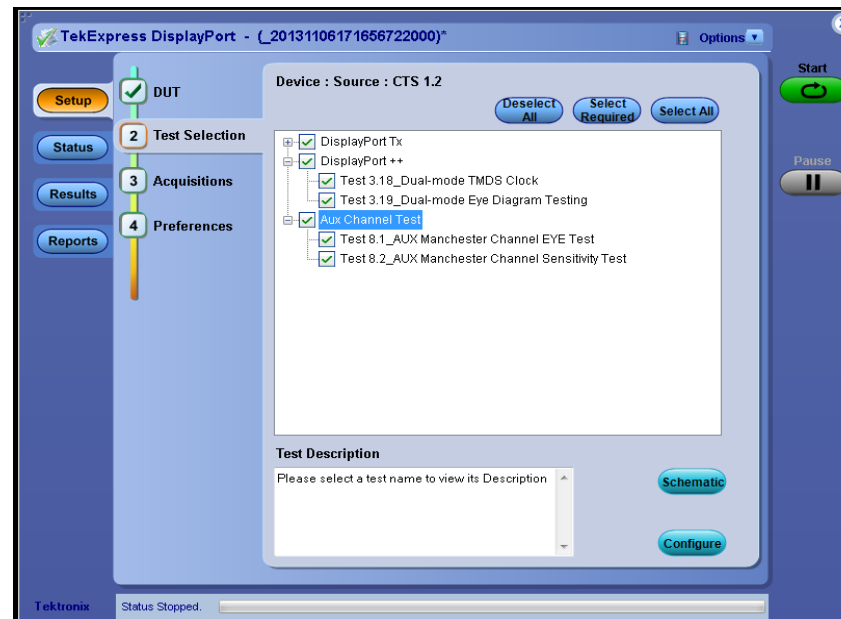 TekExpress DisplayPort - (_20131106171656722000)*
Options
Start
Setup
DUT
Device : Source : CTS 1.2
Deselect All
Select Required
Select All
Status
2 Test Selection
DisplayPort Tx
DisplayPort ++
Pause
3 Acquisitions
Test 3.18_Dual-mode TMDS Clock
Results
Test 3.19_Dual-mode Eye Diagram Testing
4 Preferences
Aux Channel Test
Reports
Test 8.1_AUX Manchester Channel EYE Test
Test 8.2_AUX Manchester Channel Sensitivity Test
Test Description
Please select a test name to view its Description
Schematic
Configure
Tektronix
Status Stopped.